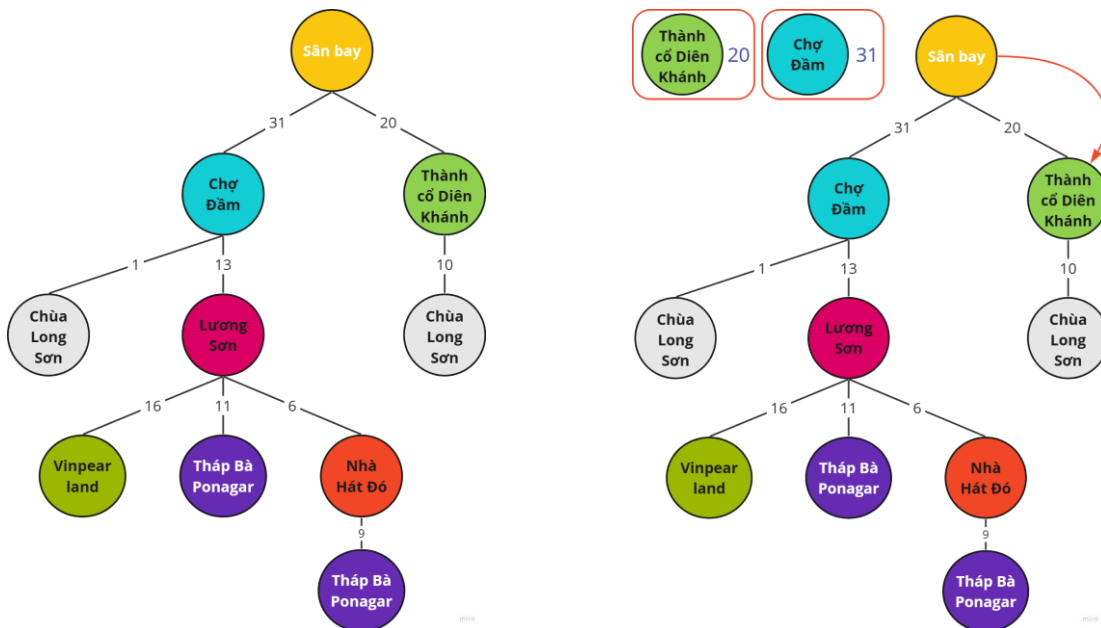 Sân bay
31
20
Chợ
Đầm
Thành
cổ Diên
Khánh
1
13
10
Chùa
Long
Sơn
Lương
Sơn
Chùa
Long
Sơn
16
11
6
Vinpear
land
Tháp Bà
Ponagar
Nhà
Hát Đó
9
Tháp Bà
Ponagar
miro
Thành
cổ Diên
Khánh
20
Chợ
Đầm
31
Sân bay
31
20
Chợ
Đầm
Thành
cổ Diên
Khánh
1
13
10
Chùa
Long
Sơn
Lương
Sơn
Chùa
Long
Sơn
16
11
6
Vinpear
land
Tháp Bà
Ponagar
Nhà
Hát Đó
9
Tháp Bà
Ponagar
miro